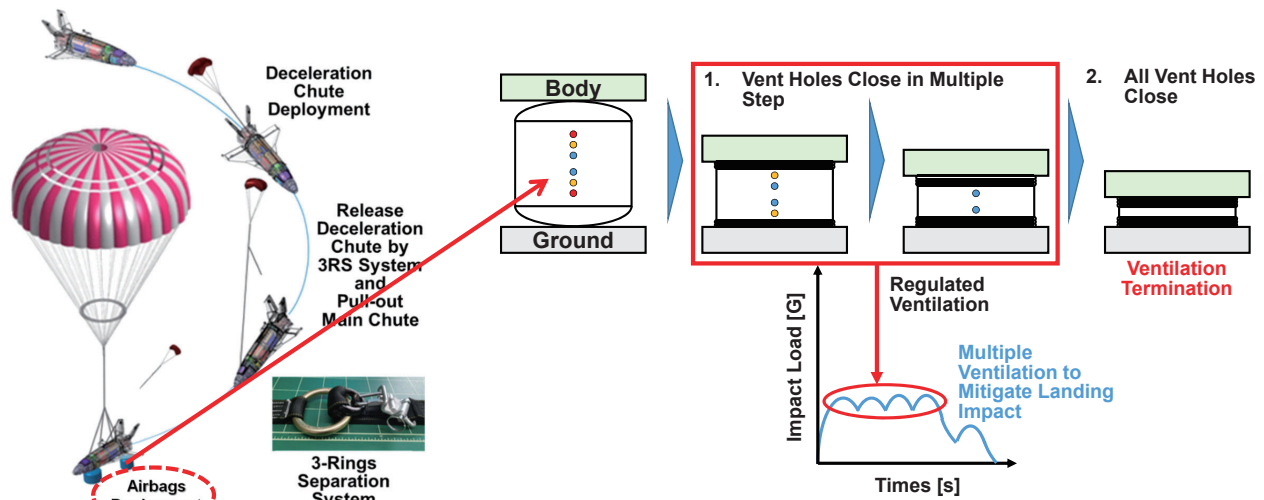 Deceleration
Chute
Deployment
Release
Deceleration
Chute by
3RS System
and
Pull-out
Main Chute
3-Rings
Separation
System
Airbags
Body
Ground
1. Vent Holes Close in Multiple
Step
2. All Vent Holes
Close
Ventilation
Termination
Regulated
Ventilation
Impact Load [G]
Multiple
Ventilation to
Mitigate Landing
Impact
Times [s]